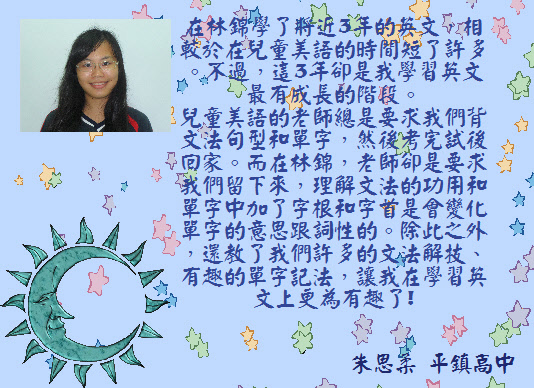 在林錦學了將近3年的英文，相
較於在兒童美語的時間短了許多
。不過，這3年卻是我學習英文
最有成長的階段。
兒童美語的老師總是要求我們背
文法句型和單字，然後考完試後
回家。而在林錦，老師卻是要求
我們留下來，理解文法的功用和
單字中加了字根和字首是會變化
單字的意思跟詞性的。除此之外
，還教了我們許多的文法解技、
有趣的單字記法，讓我在學習英
文上更為有趣了!
朱思柔 平鎮高中